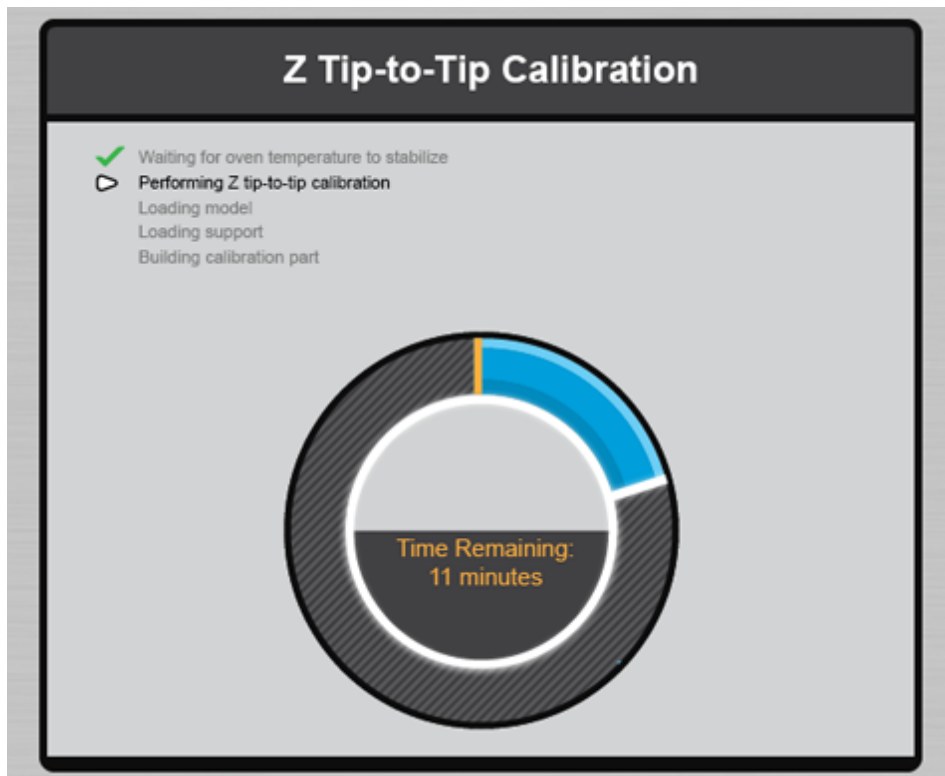 Z Tip-to-Tip Calibration
Waiting for oven temperature to stabilize
Performing Z tip-to-tip calibration
Loading model
Loading support
Building calibration part
Time Remaining:
11 minutes